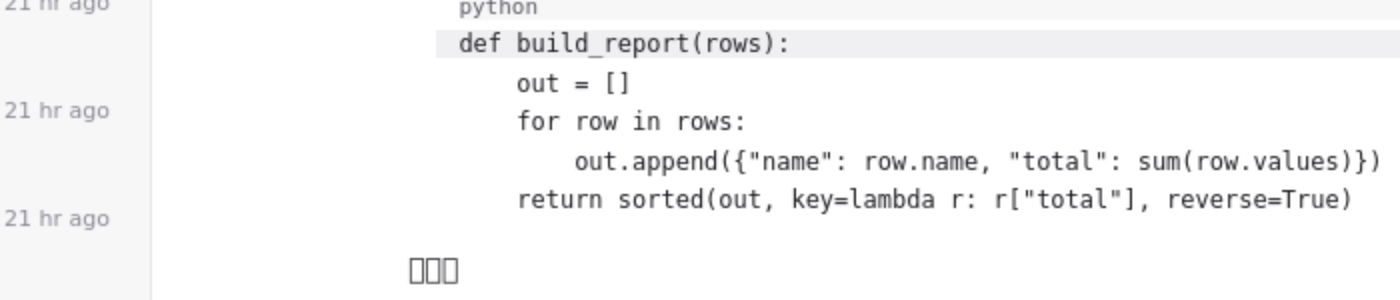 21 hr ago
python
def build_report(rows):
    out = []
21 hr ago
    for row in rows:
        out.append({"name": row.name, "total": sum(row.values)})
    return sorted(out, key=lambda r: r["total"], reverse=True)
21 hr ago